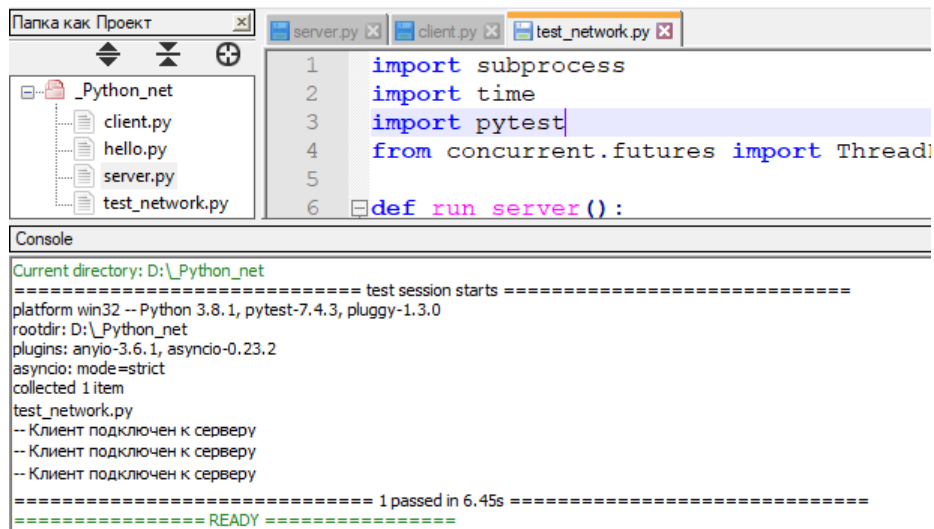 Папка как Проект
_Python_net
client.py
hello.py
server.py
test_network.py
server.py client.py test_network.py
1 import subprocess
2 import time
3 import pytest
4 from concurrent.futures import Thread
5
6 def run_server():
Console
Current directory: D:\_Python_net
============================= test session starts =============================
platform win32 -- Python 3.8.1, pytest-7.4.3, pluggy-1.3.0
rootdir: D:\_Python_net
plugins: anyio-3.6.1, asyncio-0.23.2
asyncio: mode=strict
collected 1 item
test_network.py
-- Клиент подключен к серверу
-- Клиент подключен к серверу
-- Клиент подключен к серверу
============================== 1 passed in 6.45s ==============================
================ READY ================